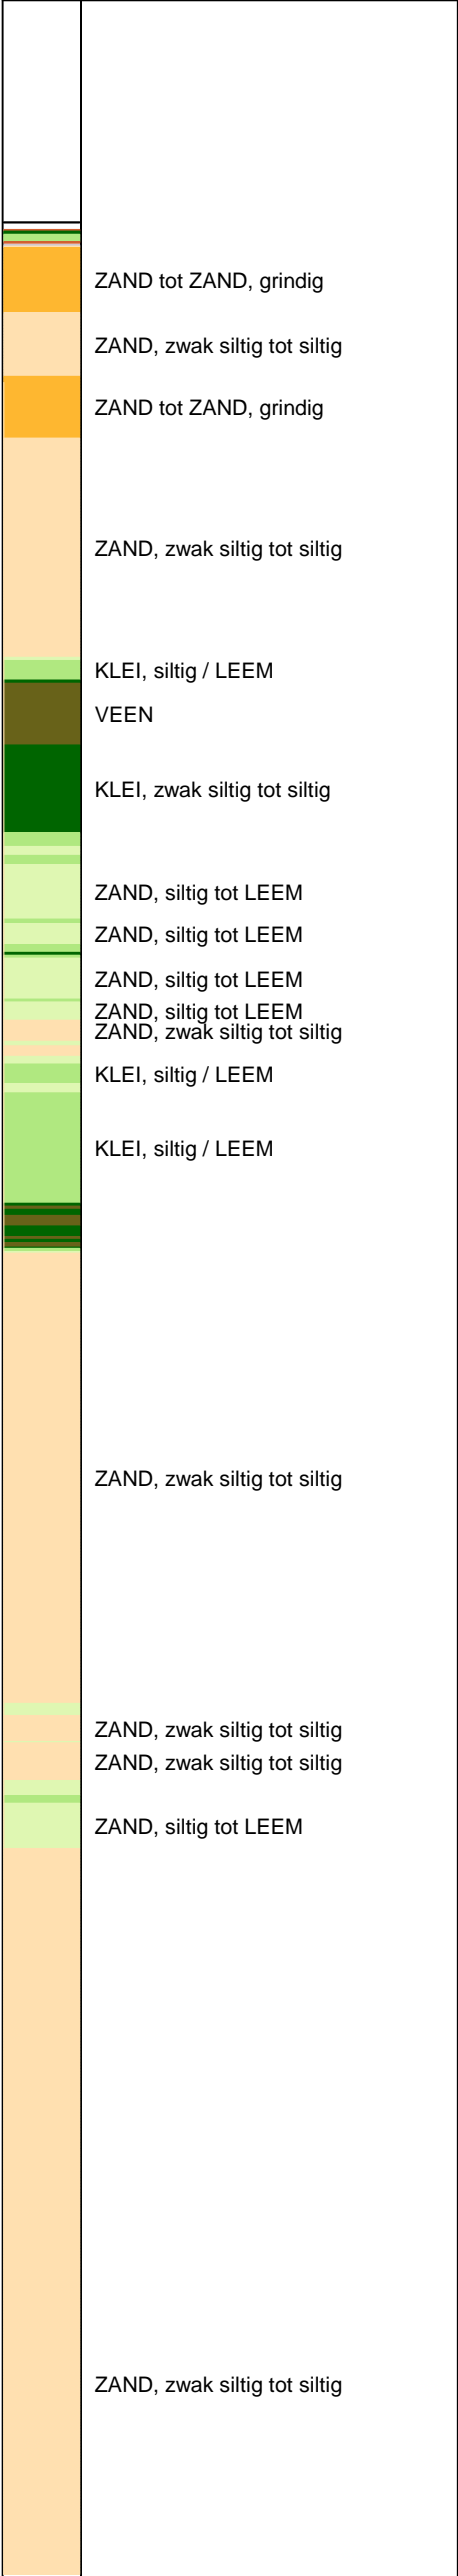 ZAND tot ZAND, grindig
ZAND, zwak siltig tot siltig
ZAND tot ZAND, grindig
ZAND, zwak siltig tot siltig
KLEI, siltig / LEEM
VEEN
KLEI, zwak siltig tot siltig
ZAND, siltig tot LEEM
ZAND, siltig tot LEEM
ZAND, siltig tot LEEM
ZAND, siltig tot LEEM
ZAND, zwak siltig tot siltig
KLEI, siltig / LEEM
KLEI, siltig / LEEM
ZAND, zwak siltig tot siltig
ZAND, zwak siltig tot siltig
ZAND, zwak siltig tot siltig
ZAND, siltig tot LEEM
ZAND, zwak siltig tot siltig